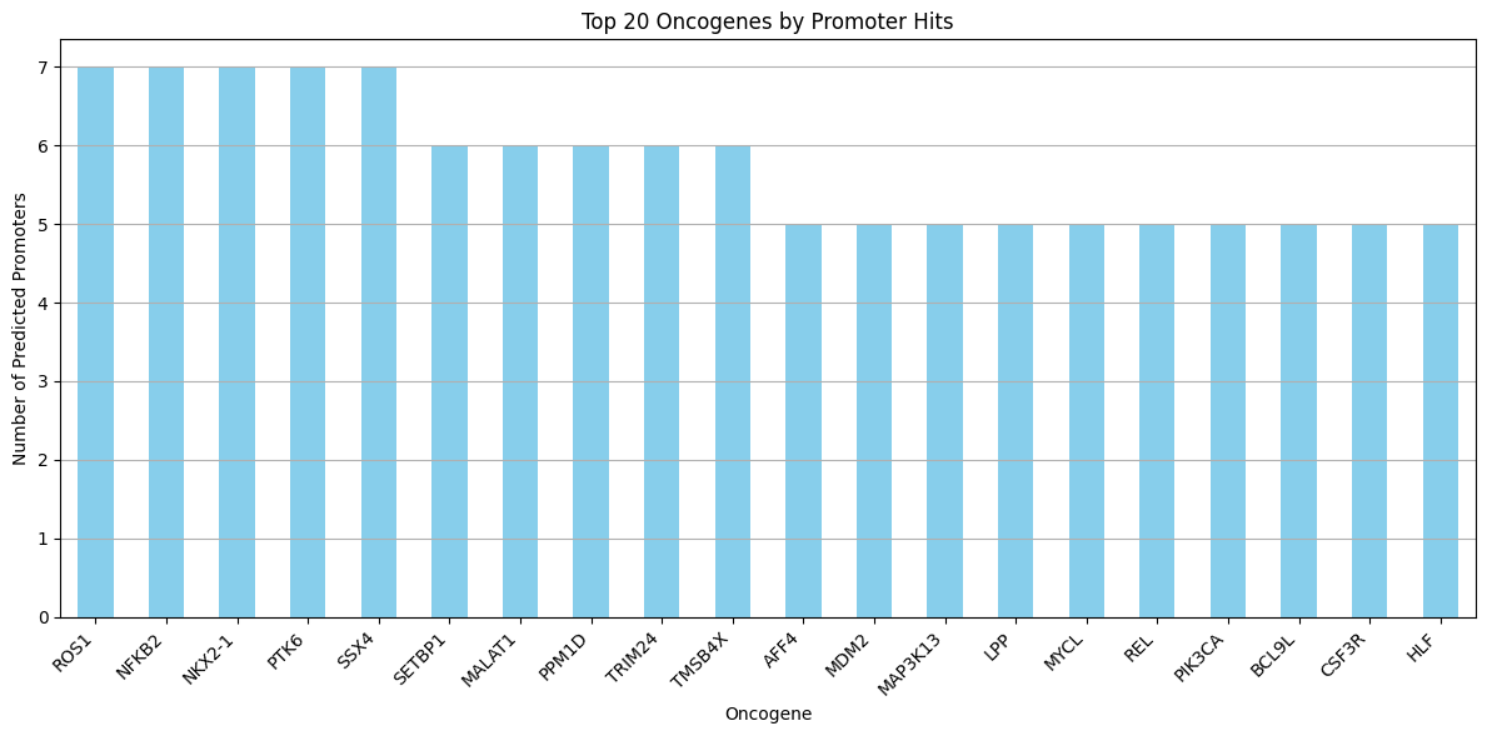 Top 20 Oncogenes by Promoter Hits
Number of Predicted Promoters
7
6
5
4
3
2
1
0
ROS1
NFKB2
NKX2-1
PTK6
SSX4
SETBP1
MALAT1
PPM1D
TRIM24
TMSB4X
AFF4
MDM2
MAP3K13
LPP
MYCL
REL
PIK3CA
BCL9L
CSF3R
HLF
Oncogene